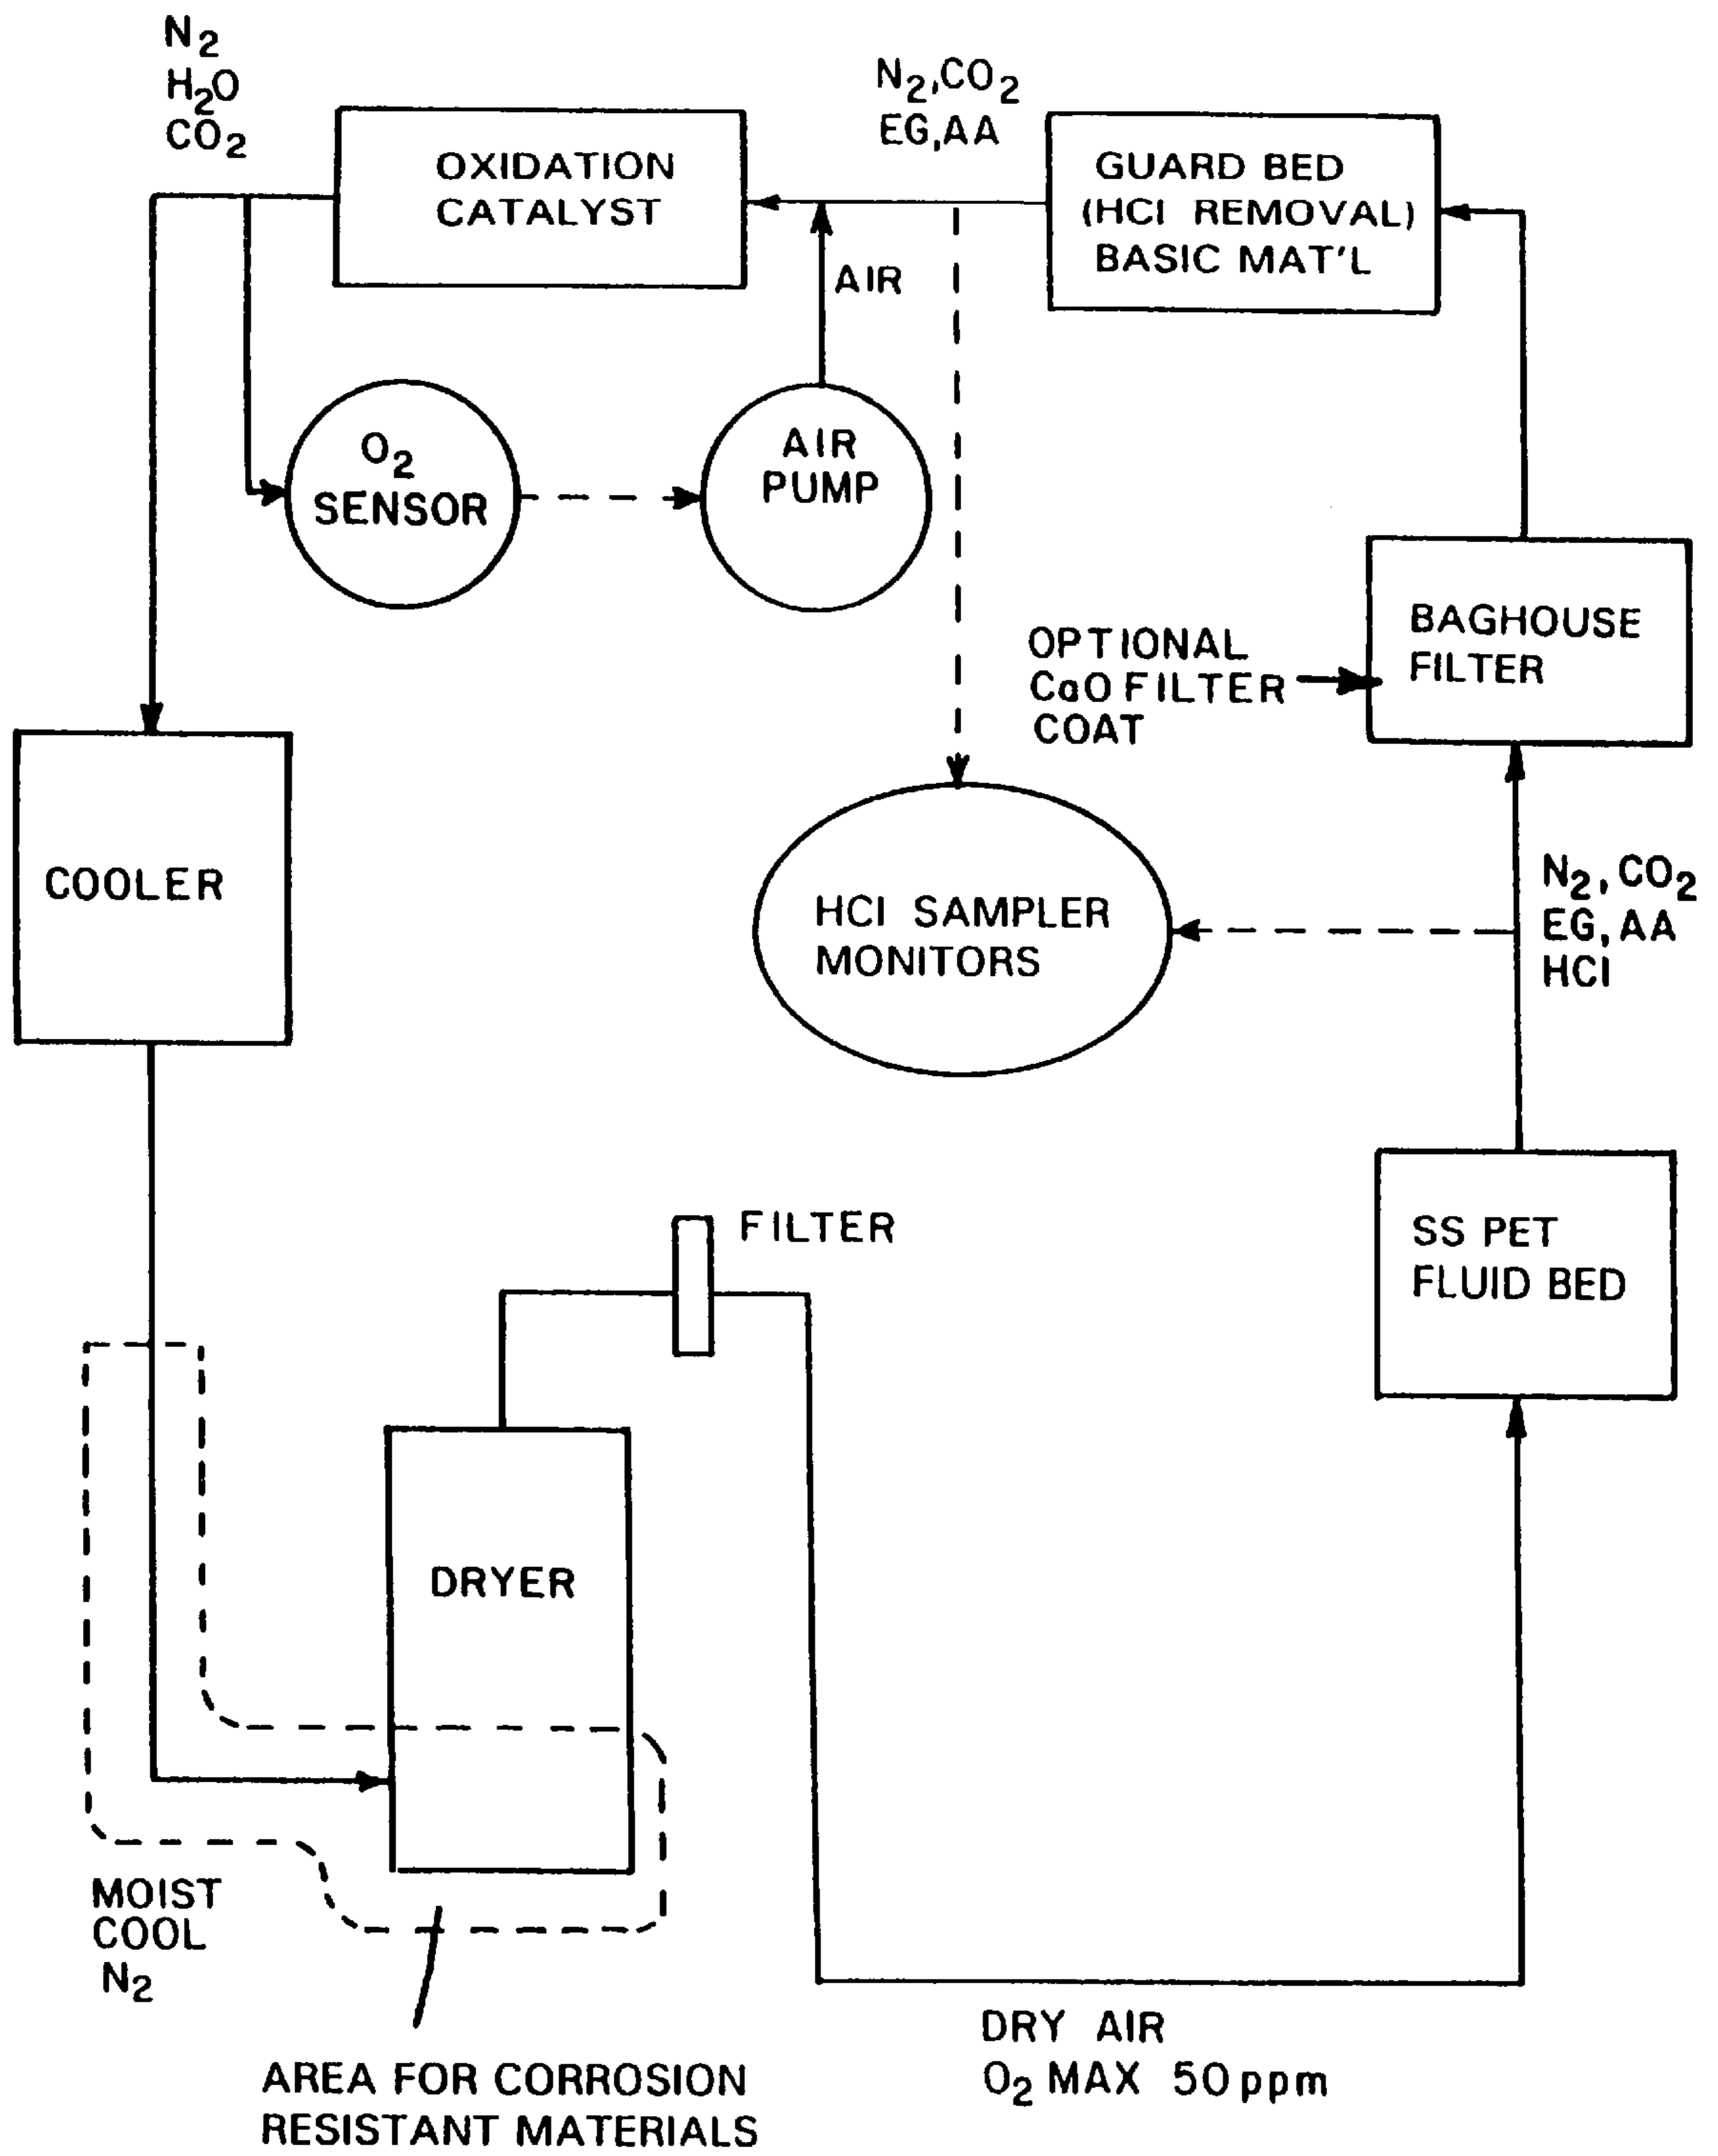 N2
H2O
CO2
OXIDATION
CATALYST
N2,CO2
EG,AA
GUARD BED
(HCl REMOVAL)
BASIC MAT'L
AIR
O2
SENSOR
AIR
PUMP
OPTIONAL
CaO FILTER
COAT
BAGHOUSE
FILTER
COOLER
HCl SAMPLER
MONITORS
N2, CO2
EG, AA
HCl
FILTER
SS PET
FLUID BED
DRYER
MOIST
COOL
N2
DRY AIR
O2 MAX 50ppm
AREA FOR CORROSION
RESISTANT MATERIALS